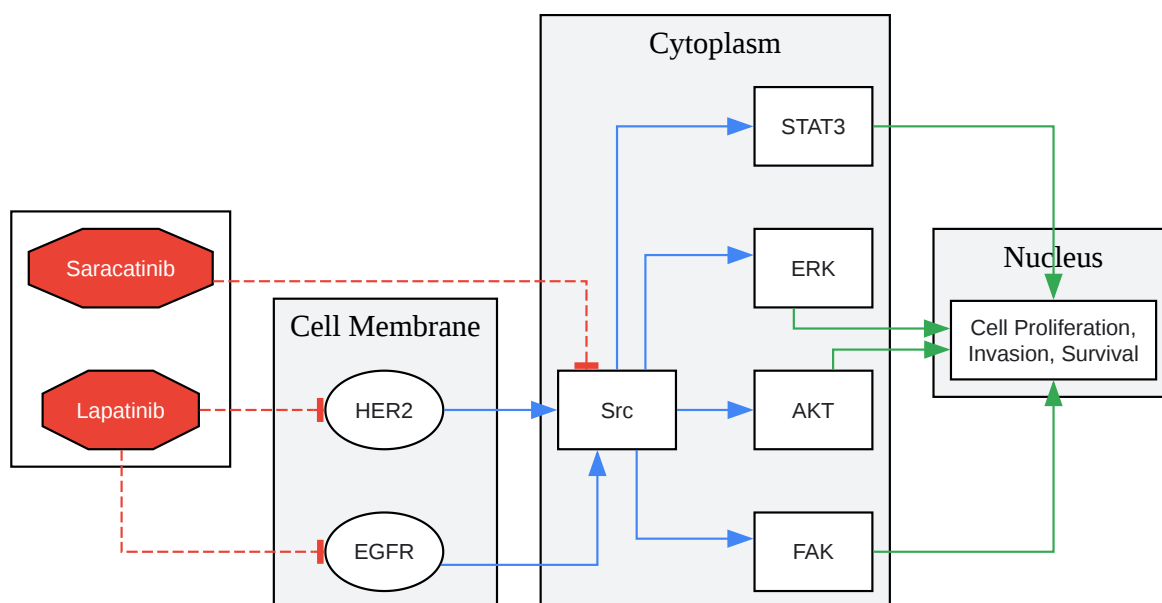 Cytoplasm
STAT3
Saracatinib
ERK
Nucleus
Cell Proliferation,
Invasion, Survival
Cell Membrane
Lapatinib
HER2
Src
AKT
EGFR
FAK